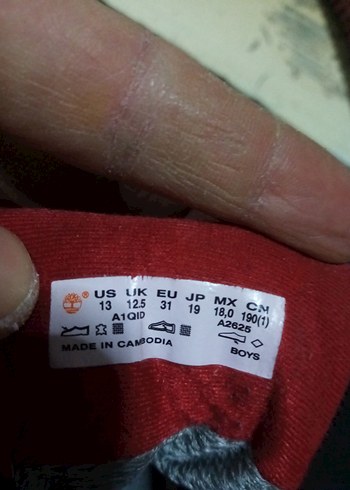 ® US UK EU JP MX CM
13 12.5 31 19 18,0 190(1)
A1QID A2625
MADE IN CAMBODIA
BOYS